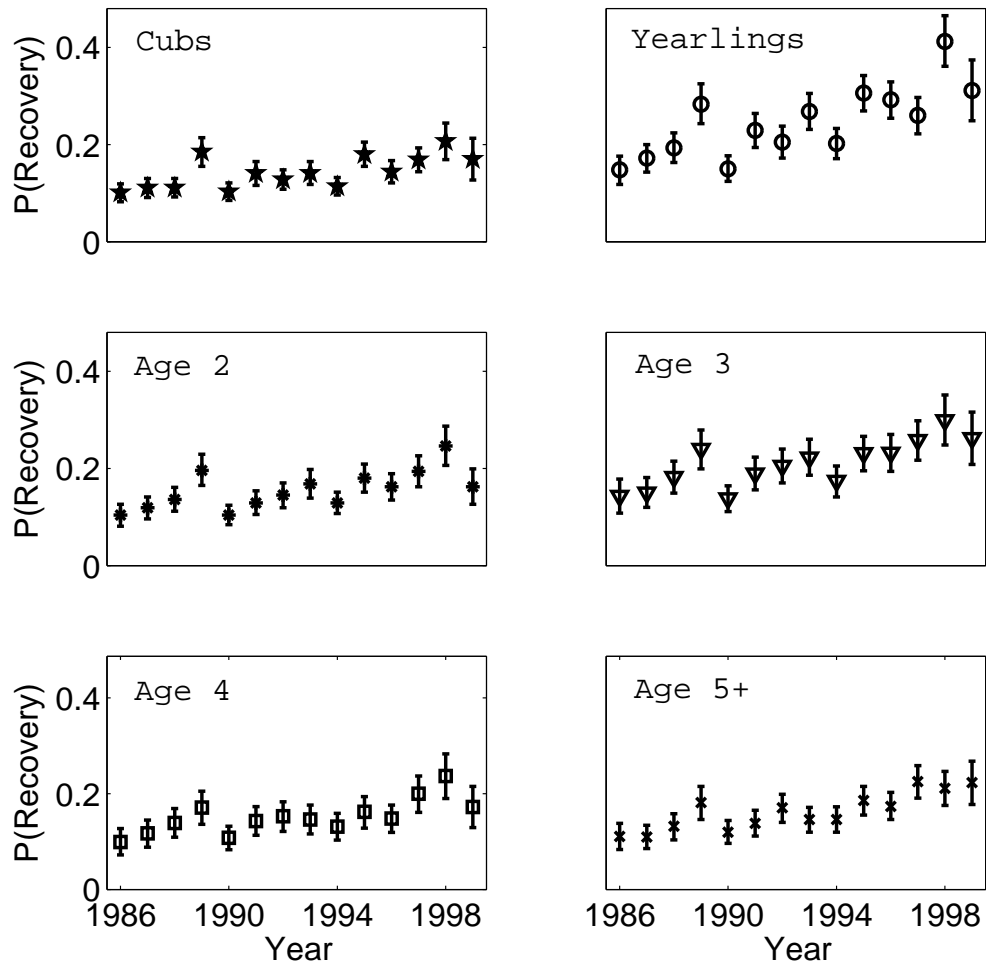 Cubs
Yearlings
P(Recovery)
0.4
0.2
0
Age 2
Age 3
P(Recovery)
0.4
0.2
0
Age 4
Age 5+
P(Recovery)
0.4
0.2
0
1986 1990 1994 1998
Year
1986 1990 1994 1998
Year